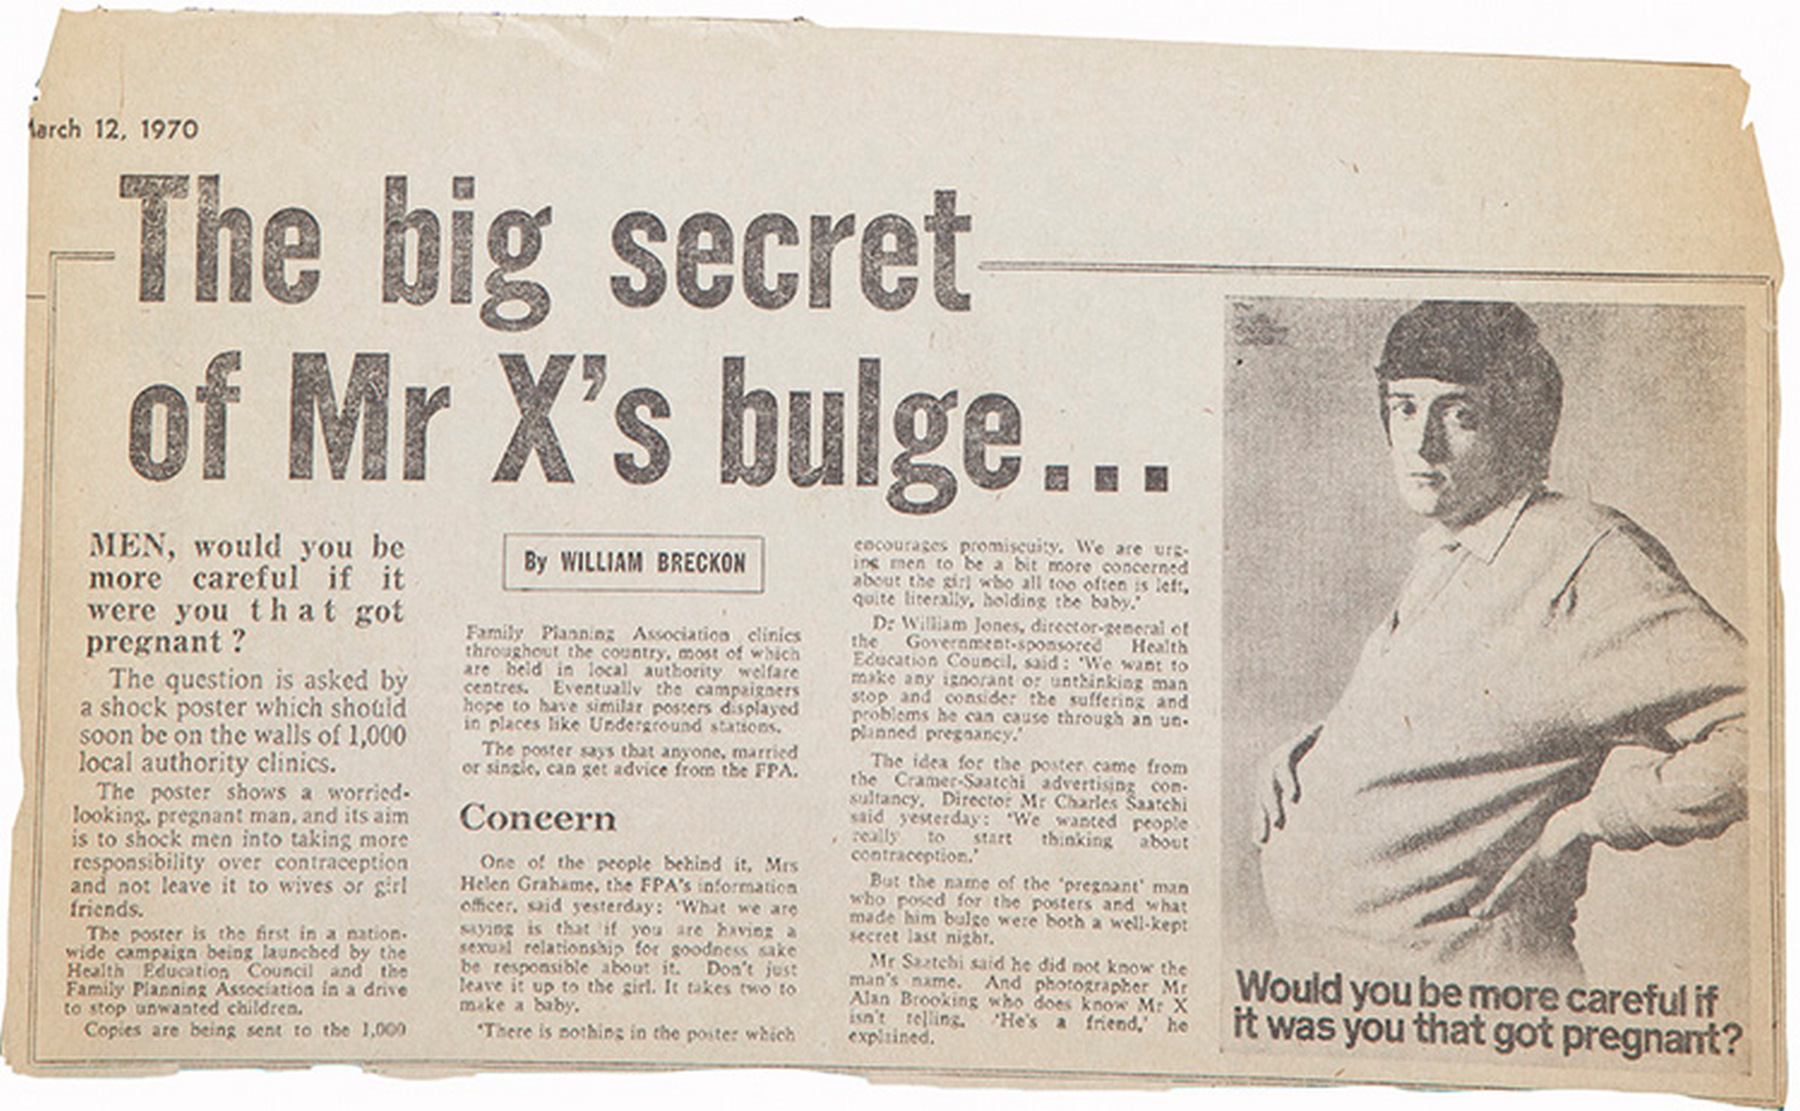 March 12, 1970
The big secret
of Mr X's bulge...
MEN, would you be
more careful if it
were you that got
pregnant ?
The question is asked by
a shock poster which should
soon be on the walls of 1,000
local authority clinics.
The poster shows a worried-
looking, pregnant man, and its aim
is to shock men into taking more
responsibility over contraception
and not leave it to wives or girl
friends.
The poster is the first in a nation-
wide campaign being launched by the
Health Education Council and the
Family Planning Association in a drive
to stop unwanted children.
Copies are being sent to the 1,000
By WILLIAM BRECKON
Family Planning Association clinics
throughout the country, most of which
are held in local authority welfare
centres. Eventually the campaigners
hope to have similar posters displayed
in places like Underground stations.
The poster says that anyone, married
or single, can get advice from the FPA.
Concern
One of the people behind it, Mrs
Helen Grahame, the FPA's information
officer, said yesterday: 'What we are
saying is that if you are having a
sexual relationship for goodness sake
be responsible about it. Don't just
leave it up to the girl. It takes two to
make a baby.
'There is nothing in the poster which
encourages promiscuity. We are urg-
ing men to be a bit more concerned
about the girl who all too often is left,
quite literally, holding the baby.'
Dr William Jones, director-general of
the Government-sponsored Health
Education Council, said: 'We want to
make any ignorant or unthinking man
stop and consider the suffering and
problems he can cause through an un-
planned pregnancy.'
The idea for the poster came from
the Cramer-Saatchi advertising con-
sultancy. Director Mr Charles Saatchi
said yesterday: 'We wanted people
really to start thinking about
contraception.'
But the name of the 'pregnant' man
who posed for the posters and what
made him bulge were both a well-kept
secret last night.
Mr Saatchi said he did not know the
man's name. And photographer Mr
Alan Brooking who does know Mr X
isn't telling. 'He's a friend,' he
explained.
Would you be more careful if
it was you that got pregnant?